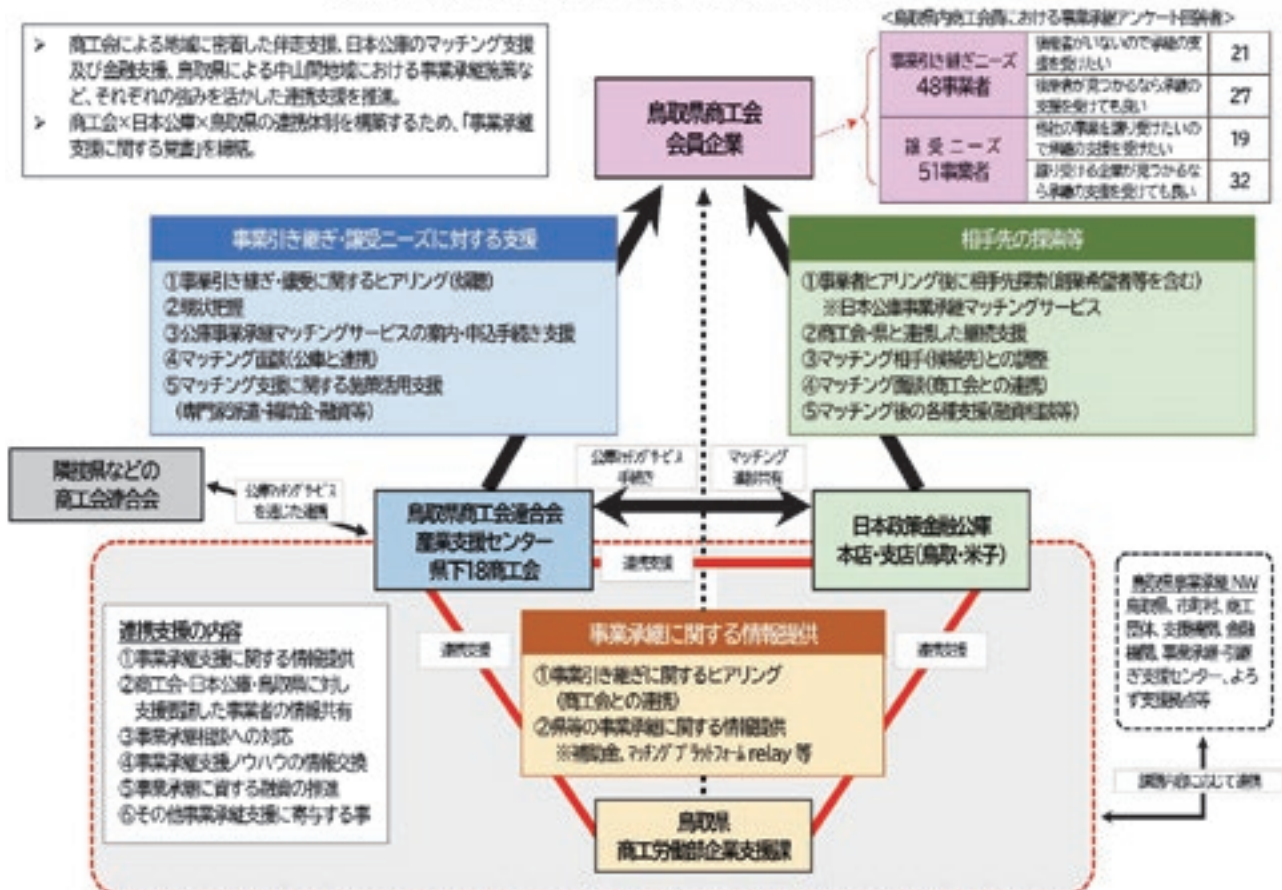 ➤ 商工会による地域に密着した伴走支援、日本公庫のマッチング支援
及び金融支援、鳥取県による中山間地域における事業承継施策な
ど、それぞれの強みを活かした連携支援を推進。
➤ 商工会×日本公庫×鳥取県の連携体制を構築するため、「事業承継
支援に関する覚書」を締結。
<鳥取県内商工会員における事業承継アンケート回答者>
事業引き継ぎニーズ
48事業者
後継者がいないので承継の支
援を受けたい
21
後継者が見つかるなら承継の
支援を受けても良い
27
譲受ニーズ
51事業者
他社の事業を譲り受けたいの
で承継の支援を受けたい
19
譲り受ける企業が見つかるな
ら承継の支援を受けても良い
32
鳥取県商工会
会員企業
事業引き継ぎ・譲受ニーズに対する支援
①事業引き継ぎ・譲受に関するヒアリング(傾聴)
②現状把握
③公庫事業承継マッチングサービスの案内・申込手続き支援
④マッチング面談(公庫と連携)
⑤マッチング支援に関する施策活用支援
(専門家派遣・補助金・融資等)
相手先の探索等
①事業者ヒアリング後に相手先探索(創業希望者等を含む)
※日本公庫事業承継マッチングサービス
②商工会・県と連携した継続支援
③マッチング相手(候補先)との調整
④マッチング面談(商工会との連携)
⑤マッチング後の各種支援(融資相談等)
隣接県などの
商工会連合会
公庫マッチングサービス
を通じた連携
公庫マッチングサービス
手続き
マッチング
進捗共有
鳥取県商工会連合会
産業支援センター
県下18商工会
日本政策金融公庫
本店・支店(鳥取・米子)
連携支援
連携支援
連携支援
連携支援の内容
①事業承継支援に関する情報提供
②商工会・日本公庫・鳥取県に対し
支援要請した事業者の情報共有
③事業承継相談への対応
④事業承継支援ノウハウの情報交換
⑤事業承継に資する融資の推進
⑥その他事業承継支援に寄与する事
事業承継に関する情報提供
①事業引き継ぎに関するヒアリング
(商工会との連携)
②県等の事業承継に関する情報提供
※補助金、マッチングプラットフォームrelay 等
鳥取県
商工労働部企業支援課
鳥取県事業承継NW
鳥取県、市町村、商工
団体、支援機関、金融
機関、事業承継・引継
ぎ支援センター、よろ
ず支援拠点等
課題内容に応じて連携